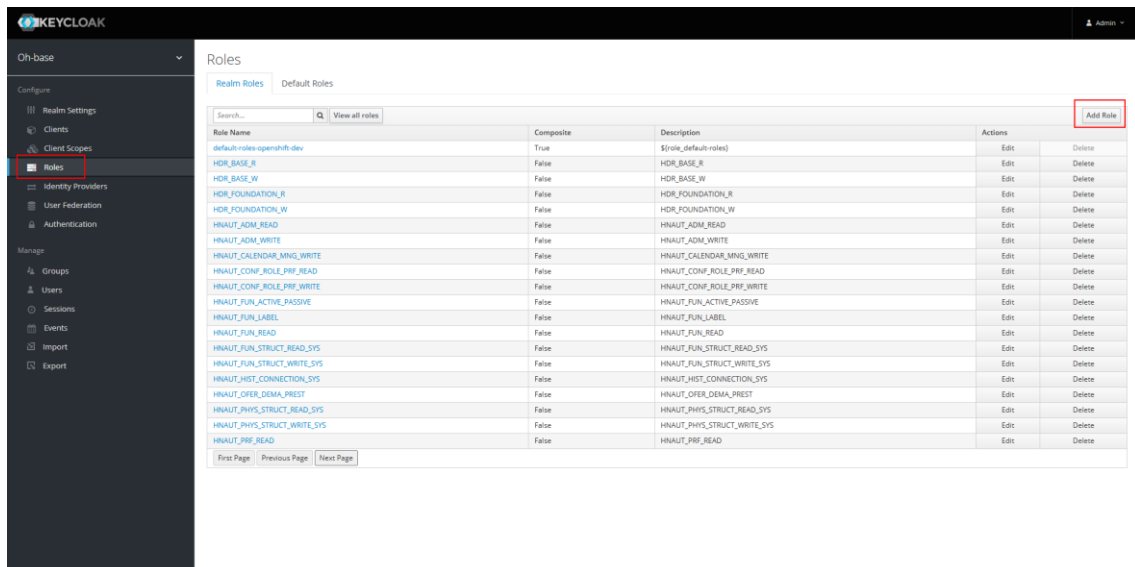 KEYCLOAK
Admin
Oh-base
Roles
Realm Roles Default Roles
Configure
Realm Settings
Clients
Client Scopes
Roles
Identity Providers
User Federation
Authentication
Manage
Groups
Users
Sessions
Events
Import
Export
Search... View all roles Add Role
Role Name Composite Description Actions
default-roles-openshift-dev True ${role_default-roles} Edit Delete
HDR_BASE_R False HDR_BASE_R Edit Delete
HDR_BASE_W False HDR_BASE_W Edit Delete
HDR_FOUNDATION_R False HDR_FOUNDATION_R Edit Delete
HDR_FOUNDATION_W False HDR_FOUNDATION_W Edit Delete
HNAUT_ADM_READ False HNAUT_ADM_READ Edit Delete
HNAUT_ADM_WRITE False HNAUT_ADM_WRITE Edit Delete
HNAUT_CALENDAR_MNG_WRITE False HNAUT_CALENDAR_MNG_WRITE Edit Delete
HNAUT_CONF_ROLE_PRF_READ False HNAUT_CONF_ROLE_PRF_READ Edit Delete
HNAUT_CONF_ROLE_PRF_WRITE False HNAUT_CONF_ROLE_PRF_WRITE Edit Delete
HNAUT_FUN_ACTIVE_PASSIVE False HNAUT_FUN_ACTIVE_PASSIVE Edit Delete
HNAUT_FUN_LABEL False HNAUT_FUN_LABEL Edit Delete
HNAUT_FUN_READ False HNAUT_FUN_READ Edit Delete
HNAUT_FUN_STRUCT_READ_SYS False HNAUT_FUN_STRUCT_READ_SYS Edit Delete
HNAUT_FUN_STRUCT_WRITE_SYS False HNAUT_FUN_STRUCT_WRITE_SYS Edit Delete
HNAUT_HIST_CONNECTION_SYS False HNAUT_HIST_CONNECTION_SYS Edit Delete
HNAUT_OFER_DEMA_PREST False HNAUT_OFER_DEMA_PREST Edit Delete
HNAUT_PHYS_STRUCT_READ_SYS False HNAUT_PHYS_STRUCT_READ_SYS Edit Delete
HNAUT_PHYS_STRUCT_WRITE_SYS False HNAUT_PHYS_STRUCT_WRITE_SYS Edit Delete
HNAUT_PRF_READ False HNAUT_PRF_READ Edit Delete
First Page Previous Page Next Page